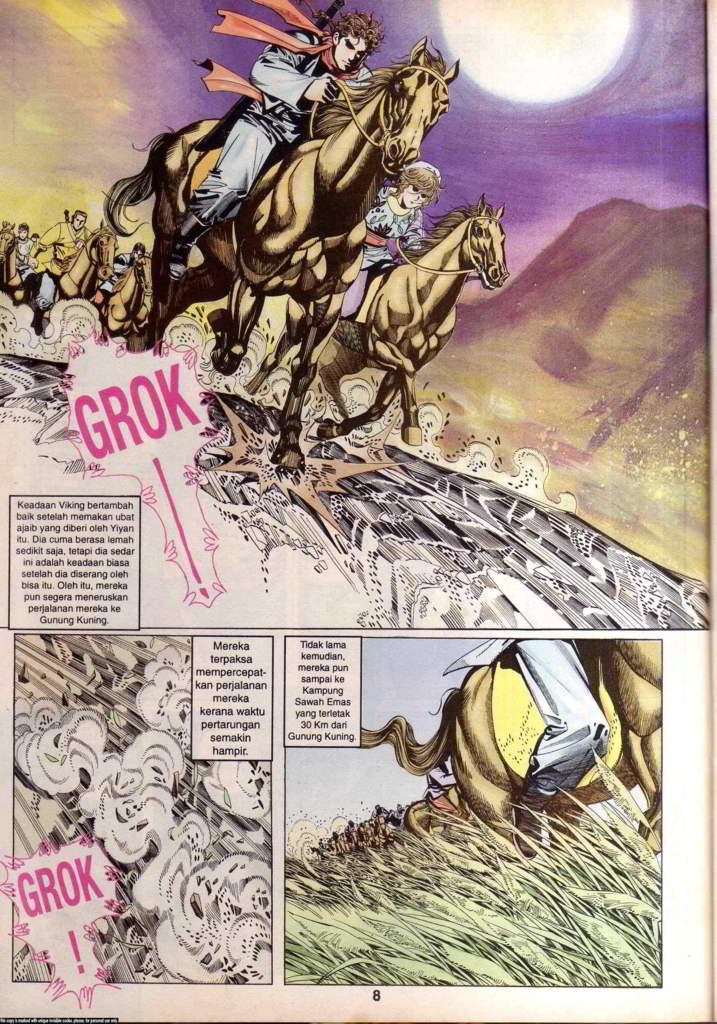 GROK
!
Keadaan Viking bertambah
baik setelah memakan ubat
ajaib yang diberi oleh Yiyan
itu. Dia cuma berasa lemah
sedikit saja, tetapi dia sedar
ini adalah keadaan biasa
setelah dia diserang oleh
bisa itu. Oleh itu, mereka
pun segera meneruskan
perjalanan mereka ke
Gunung Kuning.
Mereka
terpaksa
mempercepat-
kan perjalanan
mereka
kerana waktu
pertarungan
semakin
hampir.
GROK
!
Tidak lama
kemudian,
mereka pun
sampai ke
Kampung
Sawah Emas
yang terletak
30 Km dari
Gunung Kuning.
8